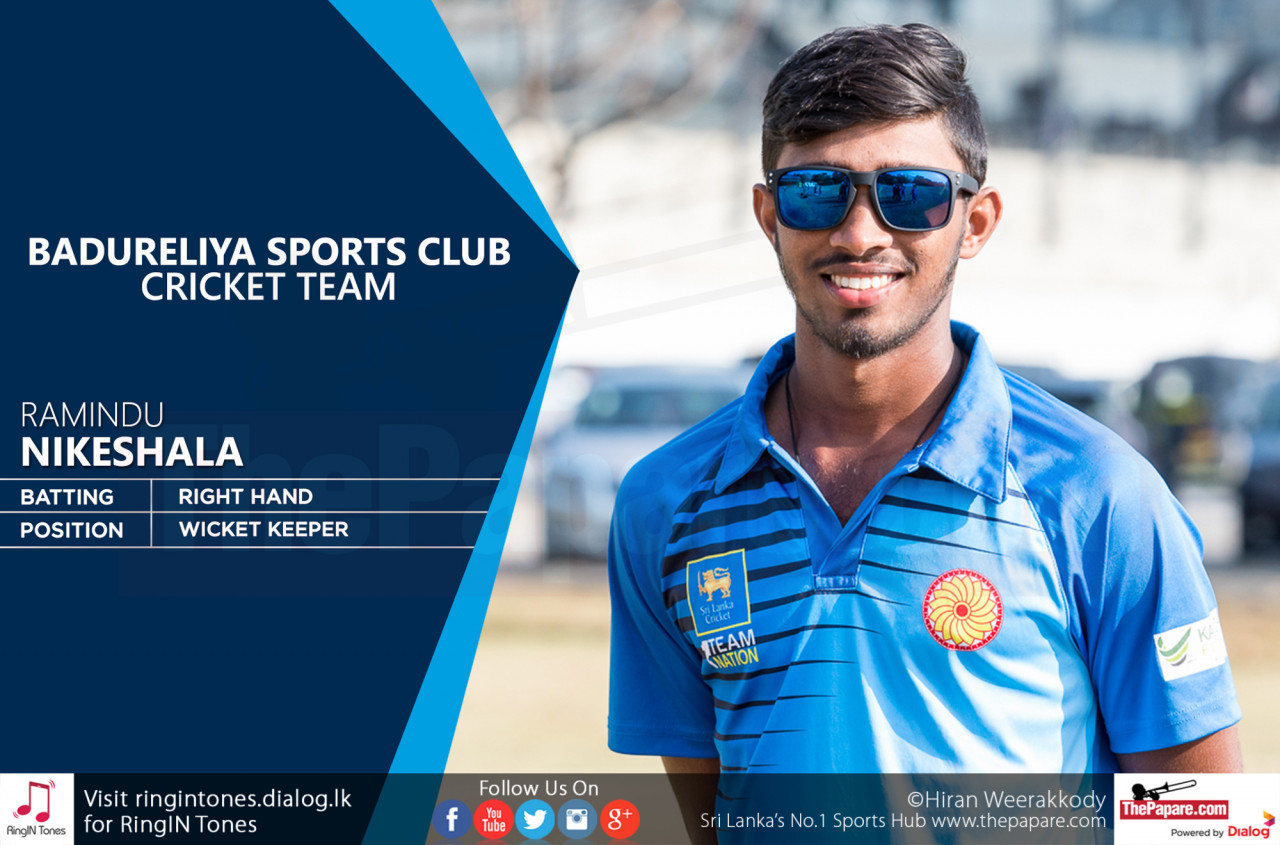 BADURELIYA SPORTS CLUB
CRICKET TEAM
RAMINDU
NIKESHALA
BATTING RIGHT HAND
POSITION WICKET KEEPER
ThePapare
Sri Lanka
Cricket
TEAM
NATION
RingIN Tones
Visit ringintones.dialog.lk
for RingIN Tones
Follow Us On
f You Tube g+
©Hiran Weerakkody
Sri Lanka's No.1 Sports Hub www.thepapare.com
ThePapare.com
Powered by Dialog